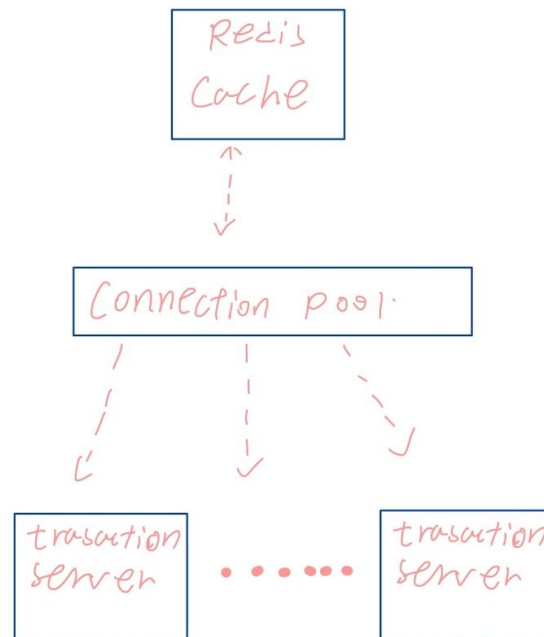 Redis
Cache
Connection pool.
trasaction
server
trasaction
server